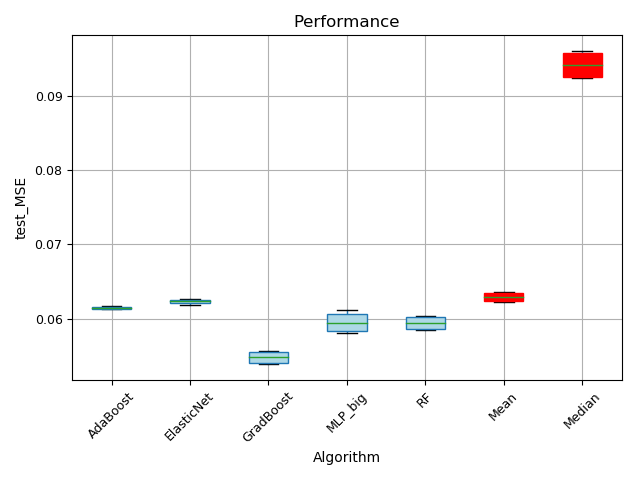 Performance
test_MSE
0.09
0.08
0.07
0.06
AdaBoost
ElasticNet
GradBoost
MLP_big
RF
Mean
Median
Algorithm